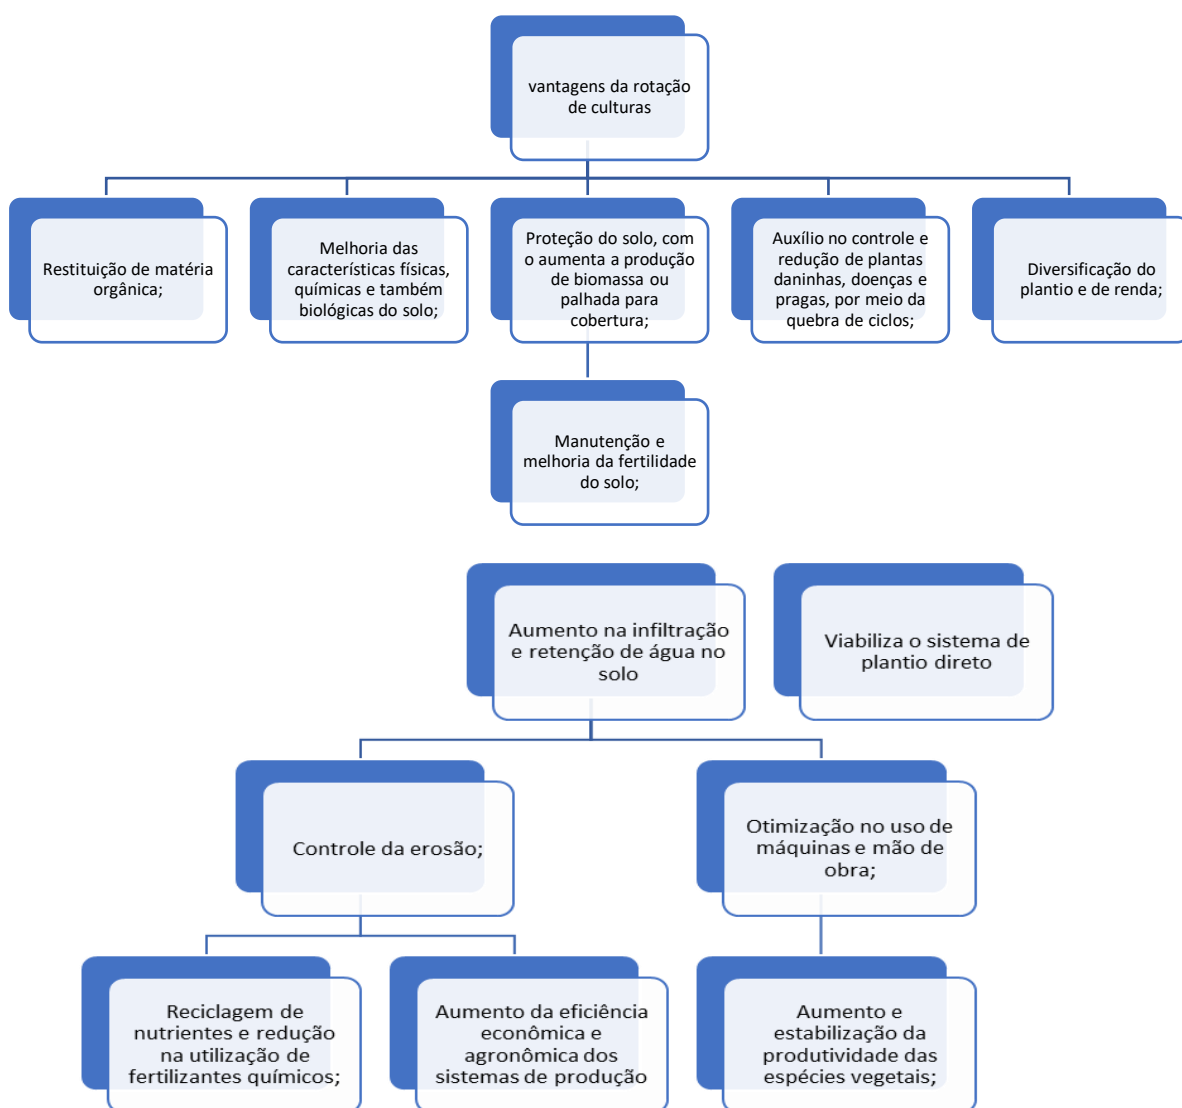 vantagens da rotação
de culturas
Restituição de matéria
orgânica;
Melhoria das
características físicas,
químicas e também
biológicas do solo;
Proteção do solo, com
o aumenta a produção
de biomassa ou
palhada para
cobertura;
Auxílio no controle e
redução de plantas
daninhas, doenças e
pragas, por meio da
quebra de ciclos;
Diversificação do
plantio e de renda;
Manutenção e
melhoria da fertilidade
do solo;
Aumento na infiltração
e retenção de água no
solo
Viabiliza o sistema de
plantio direto
Controle da erosão;
Otimização no uso de
máquinas e mão de
obra;
Reciclagem de
nutrientes e redução
na utilização de
fertilizantes químicos;
Aumento da eficiência
econômica e
agronômica dos
sistemas de produção
Aumento e
estabilização da
produtividade das
espécies vegetais;